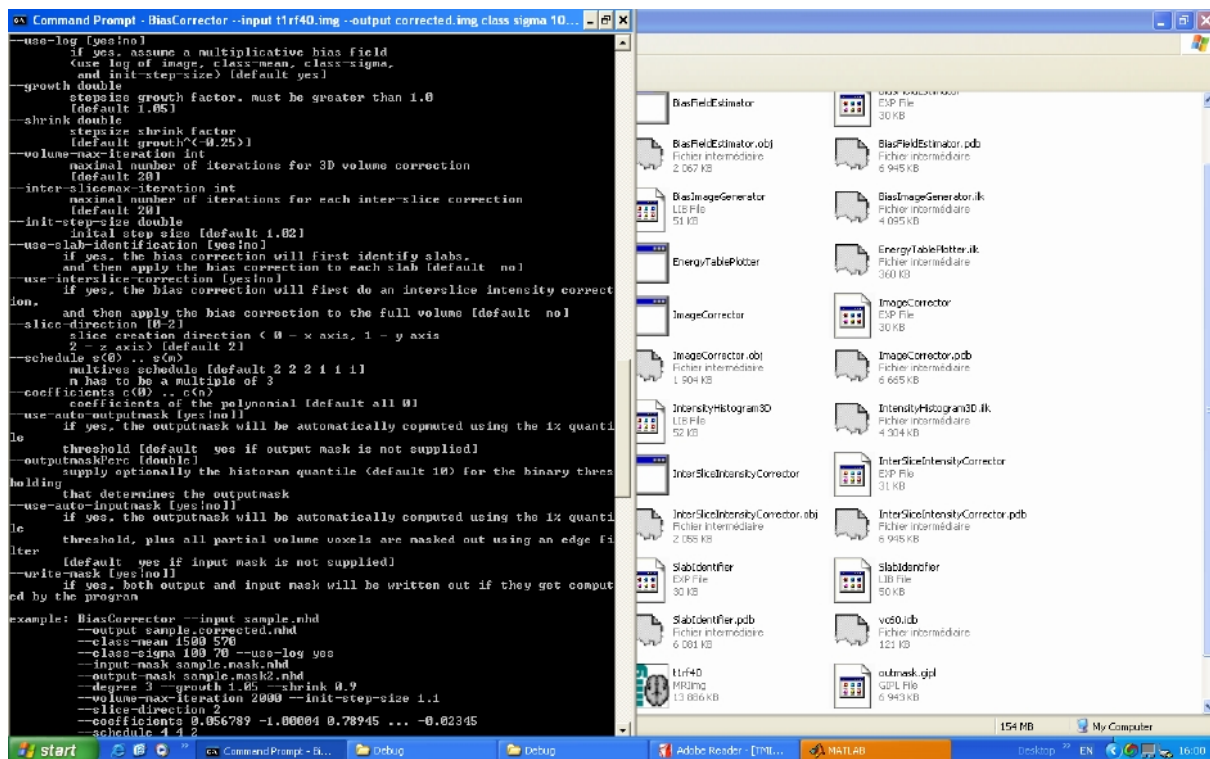 Command Prompt - BiasCorrector --input t1rf40.img --output corrected.img class sigma 10...
--use-log [yes|no]
if yes, assume a multiplicative bias field
(use log of image, class-mean, class-sigma,
and init-step-size) [default yes]
--growth double
stepsize growth factor. must be greater than 1.0
[default 1.05]
--shrink double
stepsize shrink factor
[default growth^(-0.25)]
--volume-max-iteration int
maximal number of iterations for 3D volume correction
[default 20]
--inter-slicemax-iteration int
maximal number of iterations for each inter-slice correction
[default 20]
--init-step-size double
inital step size [default 1.02]
--use-slab-identification [yes|no]
if yes, the bias correction will first identify slabs,
and then apply the bias correction to each slab [default  no]
--use-interslice-correction [yes|no]
if yes, the bias correction will first do an interslice intensity correct
ion,
and then apply the bias correction to the full volume [default  no]
--slice-direction [0-2]
slice creation direction ( 0 - x axis, 1 - y axis
2 - z axis) [default 2]
--schedule s(0) .. s(m)
multires schedule [default 2 2 2 1 1 1]
m has to be a multiple of 3
--coefficients c(0) .. c(n)
coefficients of the polynomial [default all 0]
--use-auto-outputmask [yes|no]]
if yes, the outputmask will be automatically copmuted using the 1% quanti
le
threshold [default  yes if output mask is not supplied]
--outputmaskPerc [double]
supply optionally the historan quantile (default 10) for the binary thres
holding
that determines the outputmask
--use-auto-inputmask [yes|no]]
if yes, the outputmask will be automatically computed using the 1% quanti
le
threshold, plus all partial volume voxels are masked out using an edge fi
lter
[default  yes if input mask is not supplied]
--write-mask [yes|no]]
if yes, both output and input mask will be written out if they get comput
ed by the program
example: BiasCorrector --input sample.mhd
--output sample.corrected.mhd
--class-mean 1500 570
--class-sigma 100 70 --use-log yes
--input-mask sample.mask.mhd
--output-mask sample.mask2.mhd
--degree 3 --growth 1.05 --shrink 0.9
--volume-max-iteration 2000 --init-step-size 1.1
--slice-direction 2
--coefficients 0.056789 -1.00004 0.78945 ... -0.02345
--schedule 4 4 2
BiasFieldEstimator
BiasFieldEstimator
EXP File
30 KB
BiasFieldEstimator.obj
Fichier intermédiaire
2 067 KB
BiasFieldEstimator.pdb
Fichier intermédiaire
6 945 KB
BiasImageGenerator
LIB File
51 KB
BiasImageGenerator.ilk
Fichier intermédiaire
4 095 KB
EnergyTablePlotter
EnergyTablePlotter.ilk
Fichier intermédiaire
360 KB
ImageCorrector
ImageCorrector
EXP File
30 KB
ImageCorrector.obj
Fichier intermédiaire
1 904 KB
ImageCorrector.pdb
Fichier intermédiaire
6 665 KB
IntensityHistogram3D
LIB File
52 KB
IntensityHistogram3D.ilk
Fichier intermédiaire
4 304 KB
InterSliceIntensityCorrector
InterSliceIntensityCorrector
EXP File
31 KB
InterSliceIntensityCorrector.obj
Fichier intermédiaire
2 055 KB
InterSliceIntensityCorrector.pdb
Fichier intermédiaire
6 945 KB
SlabIdentifier
EXP File
30 KB
SlabIdentifier
LIB File
50 KB
SlabIdentifier.pdb
Fichier intermédiaire
6 081 KB
vc60.idb
Fichier intermédiaire
121 KB
t1rf40
MRIimg
13 886 KB
outmask.gipl
GIPL File
6 943 KB
154 MB
My Computer
start
Command Prompt - Bi...
Debug
Debug
Adobe Reader - [TMI...
MATLAB
Desktop
EN
16:00